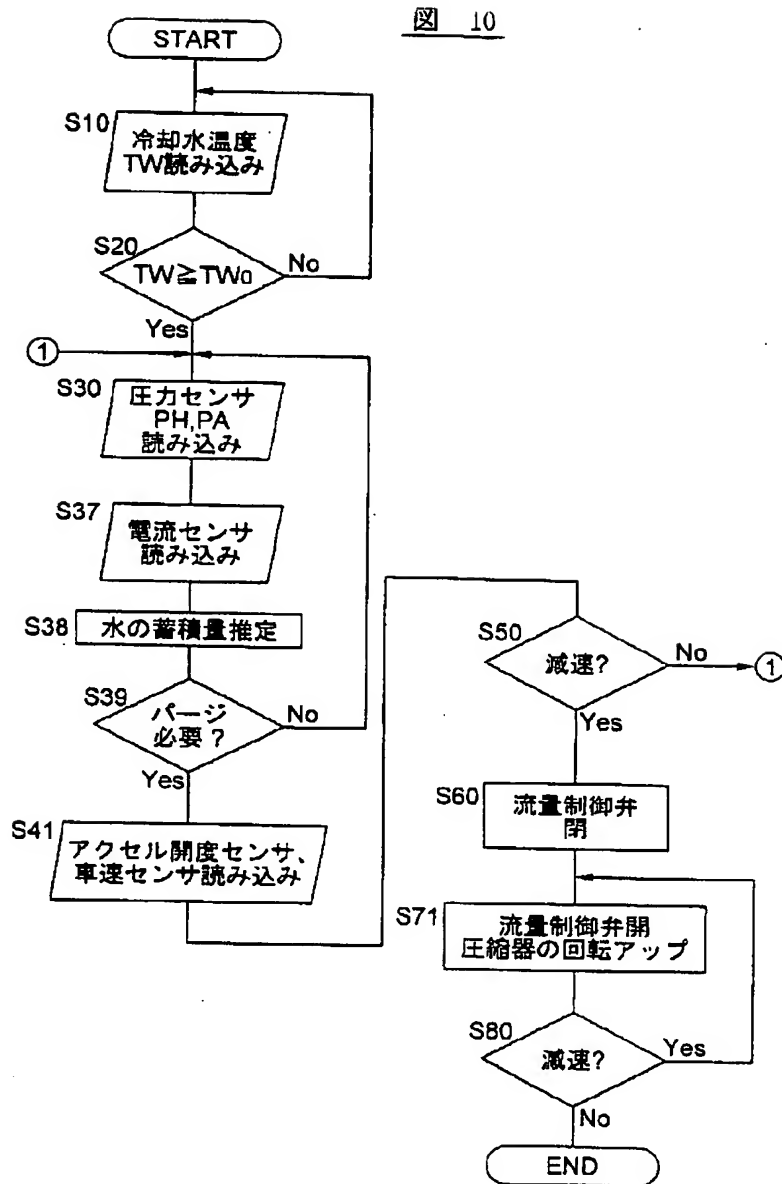 図 10
START
S10
冷却水温度
TW読み込み
S20
TW≧TW0
No
Yes
①
S30
圧力センサ
PH,PA
読み込み
S37
電流センサ
読み込み
S38
水の蓄積量推定
S39
パージ
必要？
No
Yes
S41
アクセル開度センサ、
車速センサ読み込み
S50
減速?
No
①
Yes
S60
流量制御弁
閉
S71
流量制御弁開
圧縮器の回転アップ
S80
減速?
Yes
No
END